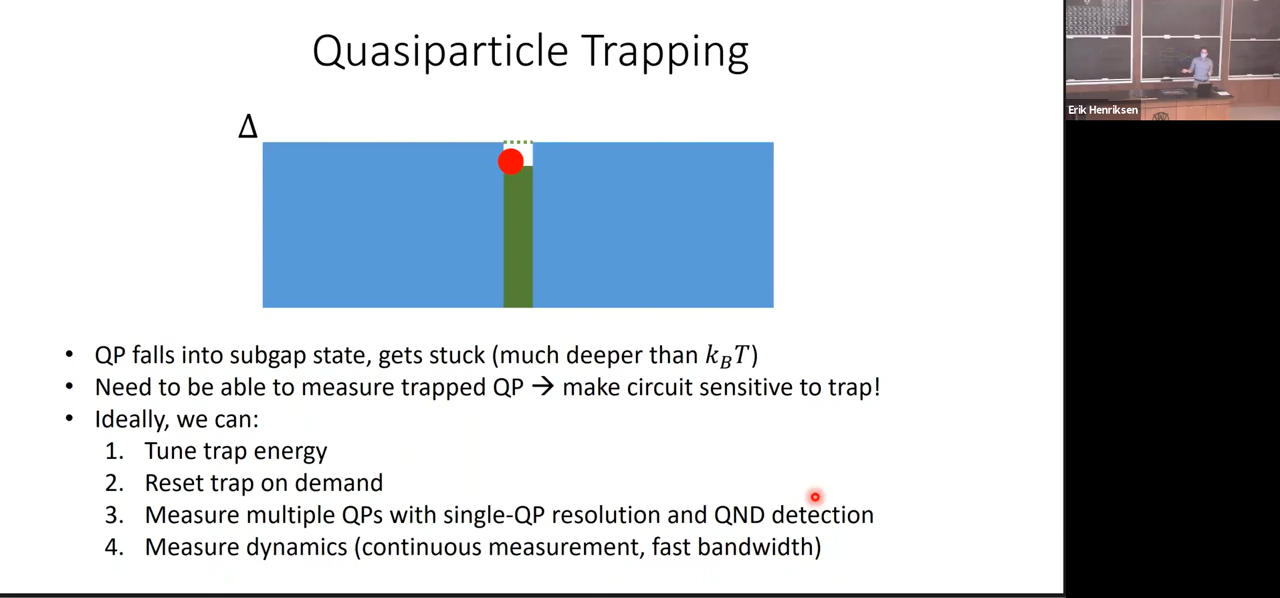 Quasiparticle Trapping
Δ
• QP falls into subgap state, gets stuck (much deeper than k_BT)
• Need to be able to measure trapped QP → make circuit sensitive to trap!
• Ideally, we can:
1. Tune trap energy
2. Reset trap on demand
3. Measure multiple QPs with single-QP resolution and QND detection
4. Measure dynamics (continuous measurement, fast bandwidth)
Erik Henriksen